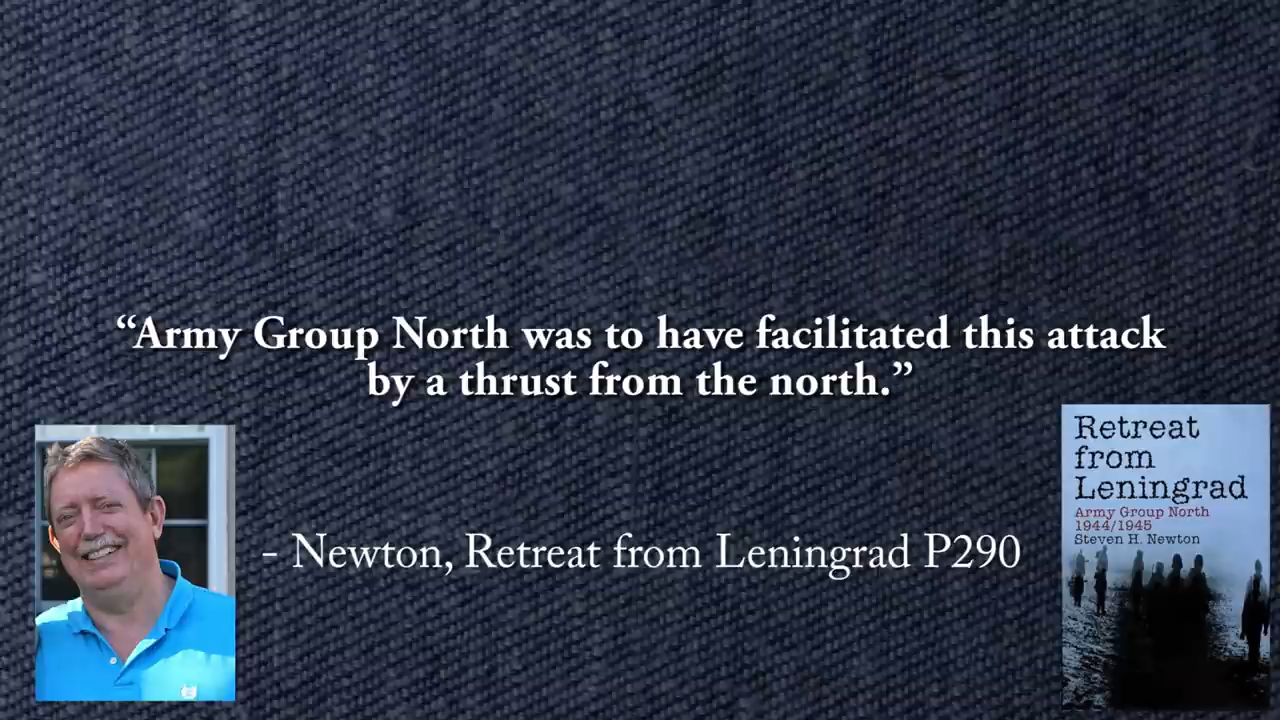 “Army Group North was to have facilitated this attack
by a thrust from the north.”
- Newton, Retreat from Leningrad P290
Retreat
from
Leningrad
Army Group North
1944/1945
Steven H. Newton